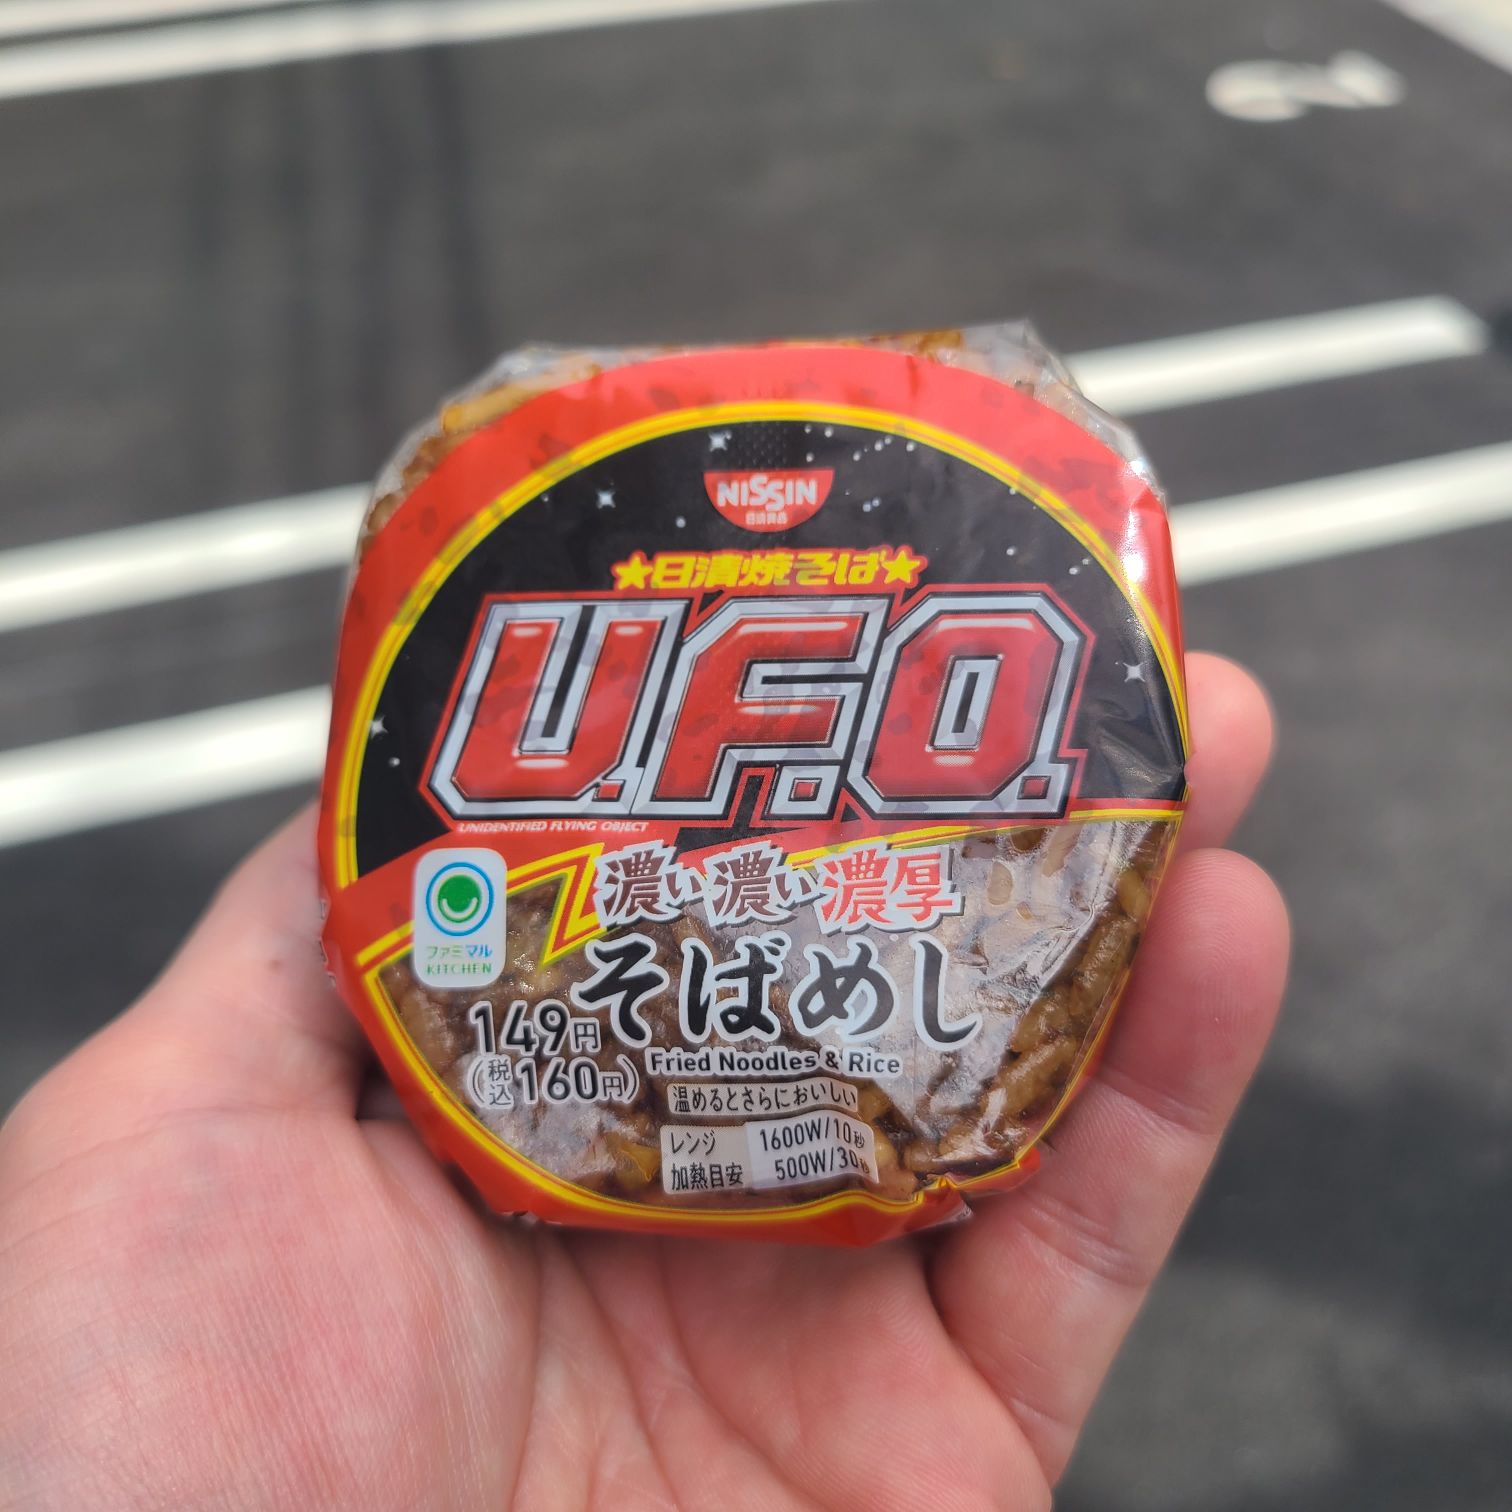 NISSIN
日清食品
★日清焼そば★
U.F.O.
UNIDENTIFIED FLYING OBJECT
濃い濃い濃厚
そばめし
Fried Noodles & Rice
ファミマル
KITCHEN
149円
(税込160円)
温めるとさらにおいしい
レンジ加熱目安
1600W/10秒
500W/30秒